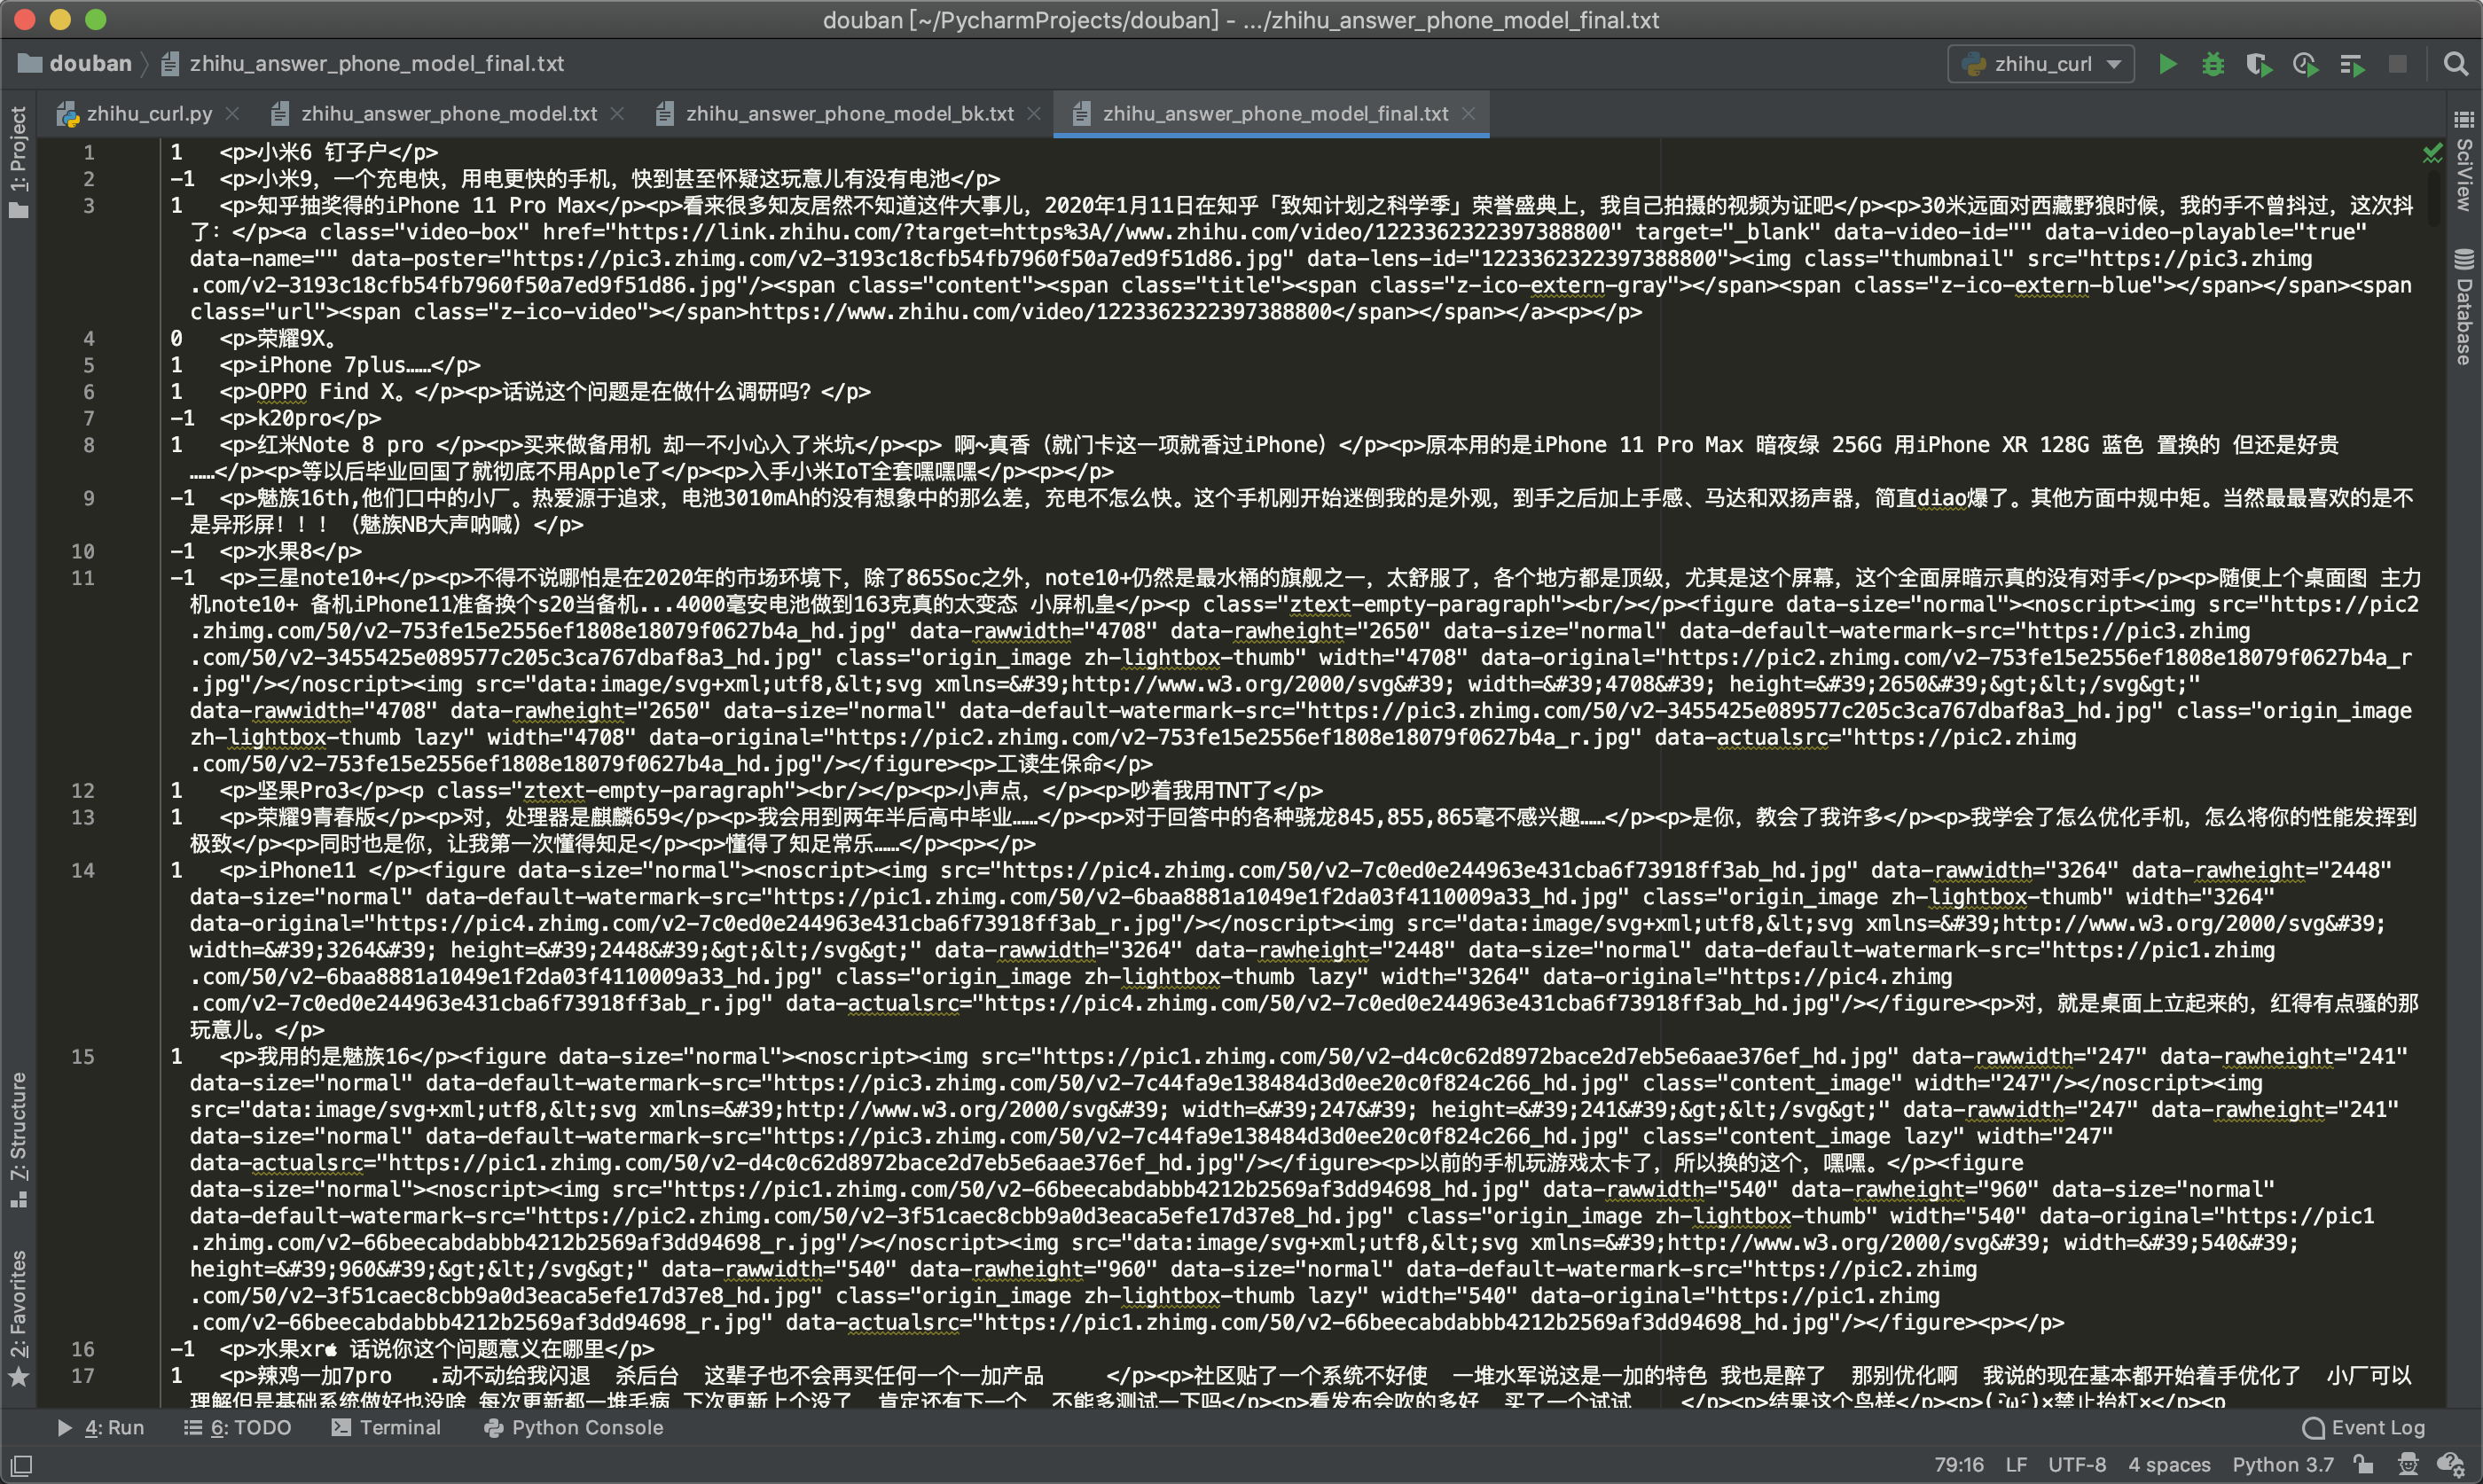 douban [~/PycharmProjects/douban] - .../zhihu_answer_phone_model_final.txt
douban zhihu_answer_phone_model_final.txt zhihu_curl
zhihu_curl.py zhihu_answer_phone_model.txt zhihu_answer_phone_model_bk.txt zhihu_answer_phone_model_final.txt
1: Project
SciView
Database
1 1 <p>小米6 钉子户</p>
2 -1 <p>小米9，一个充电快，用电更快的手机，快到甚至怀疑这玩意儿有没有电池</p>
3 1 <p>知乎抽奖得的iPhone 11 Pro Max</p><p>看来很多知友居然不知道这件大事儿，2020年1月11日在知乎「致知计划之科学季」荣誉盛典上，我自己拍摄的视频为证吧</p><p>30米远面对西藏野狼时候，我的手不曾抖过，这次抖
了：</p><a class="video-box" href="https://link.zhihu.com/?target=https%3A//www.zhihu.com/video/1223362322397388800" target="_blank" data-video-id="" data-video-playable="true"
data-name="" data-poster="https://pic3.zhimg.com/v2-3193c18cfb54fb7960f50a7ed9f51d86.jpg" data-lens-id="1223362322397388800"><img class="thumbnail" src="https://pic3.zhimg
.com/v2-3193c18cfb54fb7960f50a7ed9f51d86.jpg"/><span class="content"><span class="title"><span class="z-ico-extern-gray"></span><span class="z-ico-extern-blue"></span></span><span
class="url"><span class="z-ico-video"></span>https://www.zhihu.com/video/1223362322397388800</span></span></a><p></p>
4 0 <p>荣耀9X。
5 1 <p>iPhone 7plus……</p>
6 1 <p>OPPO Find X。</p><p>话说这个问题是在做什么调研吗？</p>
7 -1 <p>k20pro</p>
8 1 <p>红米Note 8 pro </p><p>买来做备用机 却一不小心入了米坑</p><p> 啊~真香（就门卡这一项就香过iPhone）</p><p>原本用的是iPhone 11 Pro Max 暗夜绿 256G 用iPhone XR 128G 蓝色 置换的 但还是好贵
……</p><p>等以后毕业回国了就彻底不用Apple了</p><p>入手小米IoT全套嘿嘿嘿</p><p></p>
9 -1 <p>魅族16th,他们口中的小厂。热爱源于追求，电池3010mAh的没有想象中的那么差，充电不怎么快。这个手机刚开始迷倒我的是外观，到手之后加上手感、马达和双扬声器，简直diao爆了。其他方面中规中矩。当然最最喜欢的是不
是异形屏！！！（魅族NB大声呐喊）</p>
10 -1 <p>水果8</p>
11 -1 <p>三星note10+</p><p>不得不说哪怕是在2020年的市场环境下，除了865Soc之外，note10+仍然是最水桶的旗舰之一，太舒服了，各个地方都是顶级，尤其是这个屏幕，这个全面屏暗示真的没有对手</p><p>随便上个桌面图 主力
机note10+ 备机iPhone11准备换个s20当备机...4000毫安电池做到163克真的太变态 小屏机皇</p><p class="ztext-empty-paragraph"><br/></p><figure data-size="normal"><noscript><img src="https://pic2
.zhimg.com/50/v2-753fe15e2556ef1808e18079f0627b4a_hd.jpg" data-rawwidth="4708" data-rawheight="2650" data-size="normal" data-default-watermark-src="https://pic3.zhimg
.com/50/v2-3455425e089577c205c3ca767dbaf8a3_hd.jpg" class="origin_image zh-lightbox-thumb" width="4708" data-original="https://pic2.zhimg.com/v2-753fe15e2556ef1808e18079f0627b4a_r
.jpg"/></noscript><img src="data:image/svg+xml;utf8,&lt;svg xmlns=&#39;http://www.w3.org/2000/svg&#39; width=&#39;4708&#39; height=&#39;2650&#39;&gt;&lt;/svg&gt;"
data-rawwidth="4708" data-rawheight="2650" data-size="normal" data-default-watermark-src="https://pic3.zhimg.com/50/v2-3455425e089577c205c3ca767dbaf8a3_hd.jpg" class="origin_image
zh-lightbox-thumb lazy" width="4708" data-original="https://pic2.zhimg.com/v2-753fe15e2556ef1808e18079f0627b4a_r.jpg" data-actualsrc="https://pic2.zhimg
.com/50/v2-753fe15e2556ef1808e18079f0627b4a_hd.jpg"/></figure><p>工读生保命</p>
12 1 <p>坚果Pro3</p><p class="ztext-empty-paragraph"><br/></p><p>小声点，</p><p>吵着我用TNT了</p>
13 1 <p>荣耀9青春版</p><p>对，处理器是麒麟659</p><p>我会用到两年半后高中毕业……</p><p>对于回答中的各种骁龙845,855,865毫不感兴趣……</p><p>是你，教会了我许多</p><p>我学会了怎么优化手机，怎么将你的性能发挥到
极致</p><p>同时也是你，让我第一次懂得知足</p><p>懂得了知足常乐……</p><p></p>
14 1 <p>iPhone11 </p><figure data-size="normal"><noscript><img src="https://pic4.zhimg.com/50/v2-7c0ed0e244963e431cba6f73918ff3ab_hd.jpg" data-rawwidth="3264" data-rawheight="2448"
data-size="normal" data-default-watermark-src="https://pic1.zhimg.com/50/v2-6baa8881a1049e1f2da03f4110009a33_hd.jpg" class="origin_image zh-lightbox-thumb" width="3264"
data-original="https://pic4.zhimg.com/v2-7c0ed0e244963e431cba6f73918ff3ab_r.jpg"/></noscript><img src="data:image/svg+xml;utf8,&lt;svg xmlns=&#39;http://www.w3.org/2000/svg&#39;
width=&#39;3264&#39; height=&#39;2448&#39;&gt;&lt;/svg&gt;" data-rawwidth="3264" data-rawheight="2448" data-size="normal" data-default-watermark-src="https://pic1.zhimg
.com/50/v2-6baa8881a1049e1f2da03f4110009a33_hd.jpg" class="origin_image zh-lightbox-thumb lazy" width="3264" data-original="https://pic4.zhimg
.com/v2-7c0ed0e244963e431cba6f73918ff3ab_r.jpg" data-actualsrc="https://pic4.zhimg.com/50/v2-7c0ed0e244963e431cba6f73918ff3ab_hd.jpg"/></figure><p>对，就是桌面上立起来的，红得有点骚的那
玩意儿。</p>
15 1 <p>我用的是魅族16</p><figure data-size="normal"><noscript><img src="https://pic1.zhimg.com/50/v2-d4c0c62d8972bace2d7eb5e6aae376ef_hd.jpg" data-rawwidth="247" data-rawheight="241"
data-size="normal" data-default-watermark-src="https://pic3.zhimg.com/50/v2-7c44fa9e138484d3d0ee20c0f824c266_hd.jpg" class="content_image" width="247"/></noscript><img
src="data:image/svg+xml;utf8,&lt;svg xmlns=&#39;http://www.w3.org/2000/svg&#39; width=&#39;247&#39; height=&#39;241&#39;&gt;&lt;/svg&gt;" data-rawwidth="247" data-rawheight="241"
data-size="normal" data-default-watermark-src="https://pic3.zhimg.com/50/v2-7c44fa9e138484d3d0ee20c0f824c266_hd.jpg" class="content_image lazy" width="247"
data-actualsrc="https://pic1.zhimg.com/50/v2-d4c0c62d8972bace2d7eb5e6aae376ef_hd.jpg"/></figure><p>以前的手机玩游戏太卡了，所以换的这个，嘿嘿。</p><figure
data-size="normal"><noscript><img src="https://pic1.zhimg.com/50/v2-66beecabdabbb4212b2569af3dd94698_hd.jpg" data-rawwidth="540" data-rawheight="960" data-size="normal"
data-default-watermark-src="https://pic2.zhimg.com/50/v2-3f51caec8cbb9a0d3eaca5efe17d37e8_hd.jpg" class="origin_image zh-lightbox-thumb" width="540" data-original="https://pic1
.zhimg.com/v2-66beecabdabbb4212b2569af3dd94698_r.jpg"/></noscript><img src="data:image/svg+xml;utf8,&lt;svg xmlns=&#39;http://www.w3.org/2000/svg&#39; width=&#39;540&#39;
height=&#39;960&#39;&gt;&lt;/svg&gt;" data-rawwidth="540" data-rawheight="960" data-size="normal" data-default-watermark-src="https://pic2.zhimg
.com/50/v2-3f51caec8cbb9a0d3eaca5efe17d37e8_hd.jpg" class="origin_image zh-lightbox-thumb lazy" width="540" data-original="https://pic1.zhimg
.com/v2-66beecabdabbb4212b2569af3dd94698_r.jpg" data-actualsrc="https://pic1.zhimg.com/50/v2-66beecabdabbb4212b2569af3dd94698_hd.jpg"/></figure><p></p>
16 -1 <p>水果xr 话说你这个问题意义在哪里</p>
17 1 <p>辣鸡一加7pro .动不动给我闪退 杀后台 这辈子也不会再买任何一个一加产品 </p><p>社区贴了一个系统不好使 一堆水军说这是一加的特色 我也是醉了 那别优化啊 我说的现在基本都开始着手优化了 小厂可以
理解但是基础系统做好也没啥 每次更新都一堆毛病 下次更新上个没了 肯定还有下一个 不能多测试一下吗</p><p>看发布会吹的多好 买了一个试试 </p><p>结果这个鸟样</p><p>(･ิω･ิ)×禁止抬杠×</p><p
Z: Structure
2: Favorites
4: Run 6: TODO Terminal Python Console Event Log
79:16 LF UTF-8 4 spaces Python 3.7